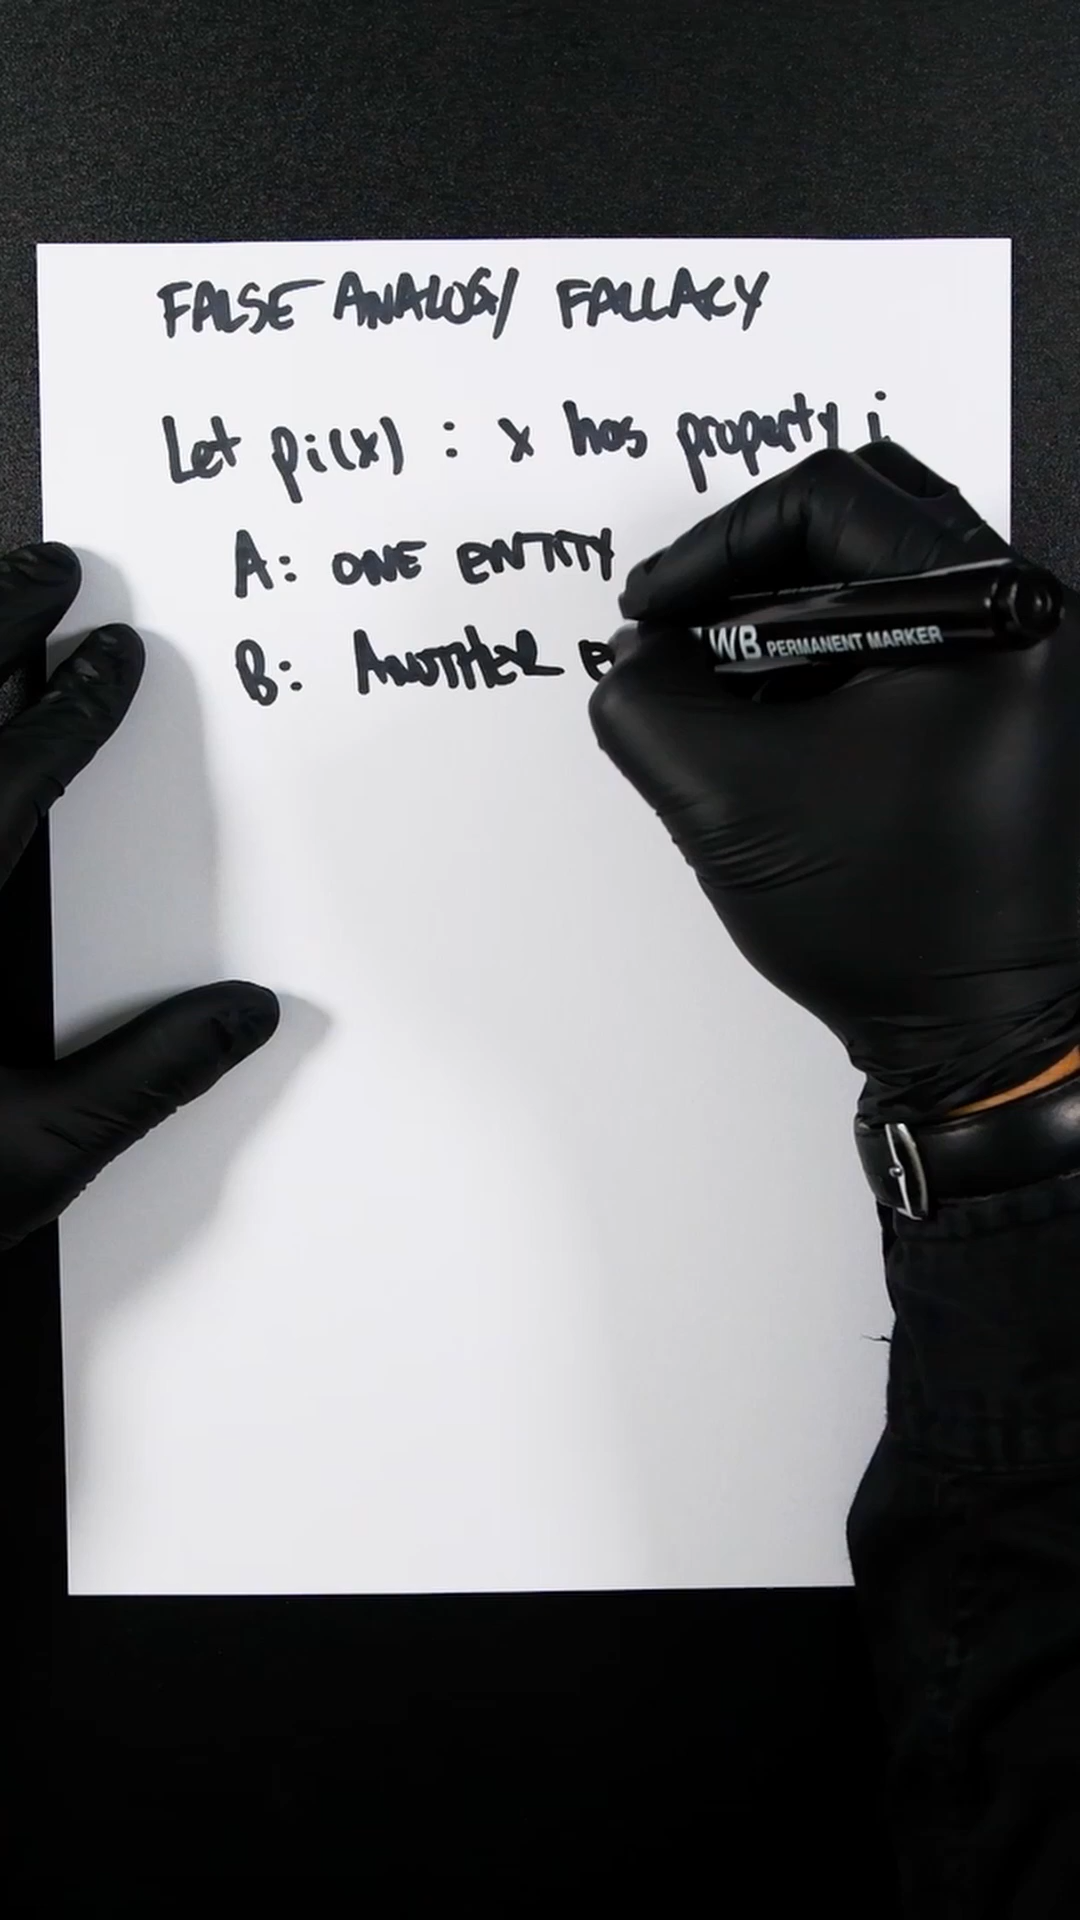 FALSE ANALOGY FALLACY
Let pi(x) : x has property i
A: ONE ENTITY
B: ANOTHER E
WB PERMANENT MARKER